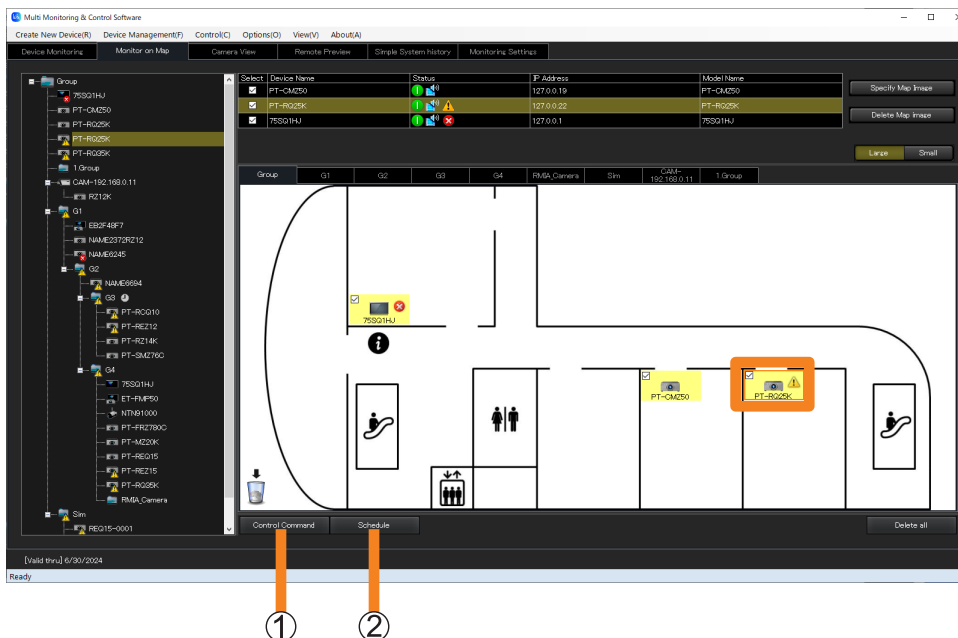 Multi Monitoring & Control Software
Create New Device(R) Device Management(F) Control(C) Options(O) View(V) About(A)
Device Monitoring Monitor on Map Camera View Remote Preview Simple System history Monitoring Settings
Group
75SQ1HJ
PT-CMZ50
PT-RQ25K
PT-RQ25K
PT-RQ35K
1.Group
CAM-192.168.0.11
RZ12K
G1
EB2F48F7
NAME2372RZ12
NAME6245
G2
NAME6694
G3
PT-RCQ10
PT-REZ12
PT-RZ14K
PT-SMZ76C
G4
75SQ1HJ
ET-FMP50
NTN91000
PT-FRZ780C
PT-MZ20K
PT-REQ15
PT-REZ15
PT-RQ35K
RMIA_Camera
Sim
REQ15-0001
Select Device Name Status IP Address Model Name
PT-CMZ50 127.0.0.19 PT-CMZ50
PT-RQ25K 127.0.0.22 PT-RQ25K
75SQ1HJ 127.0.0.1 75SQ1HJ
Specify Map Image
Delete Map image
Large Small
Group G1 G2 G3 G4 RMIA_Camera Sim CAM-192.168.0.11 1.Group
75SQ1HJ
PT-CMZ50
PT-RQ25K
Control Command Schedule Delete all
[Valid thru] 6/30/2024
Ready
① ②